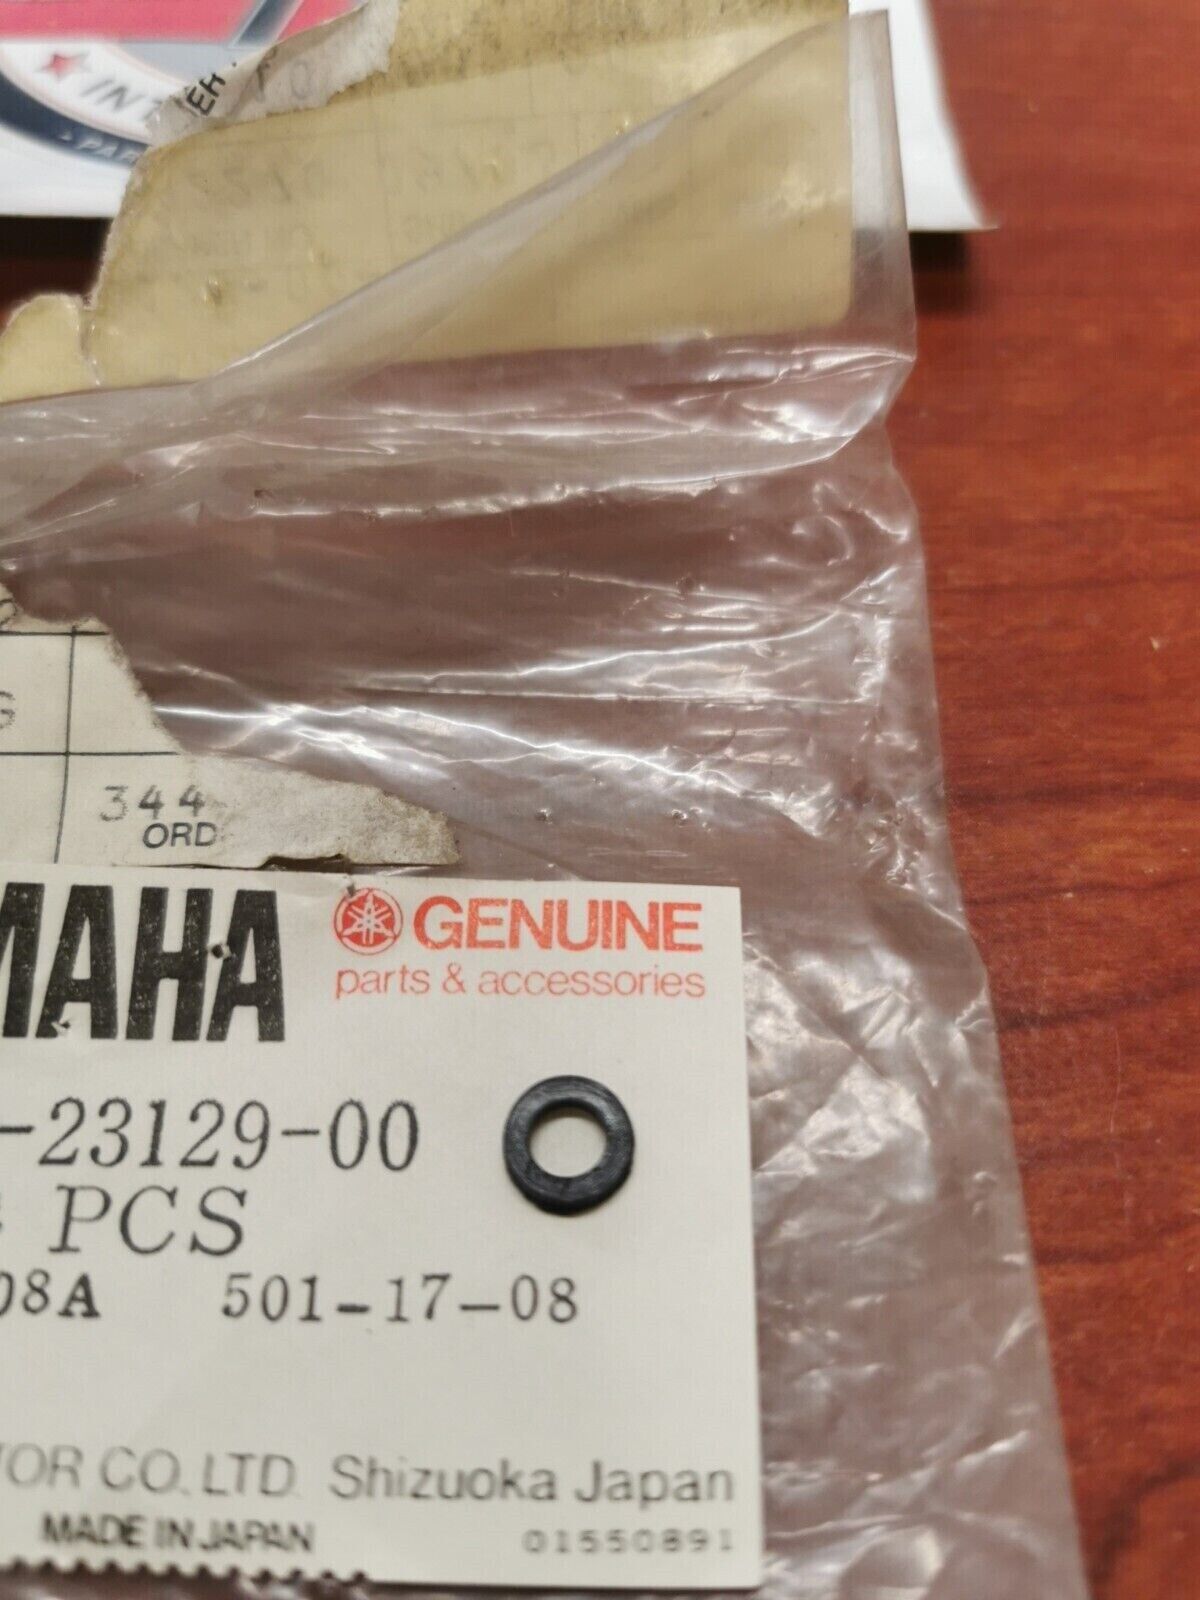 344
ORD
MAHA GENUINE
parts & accessories
-23129-00
PCS
08A 501-17-08
TOR CO. LTD. Shizuoka Japan
MADE IN JAPAN 01550891